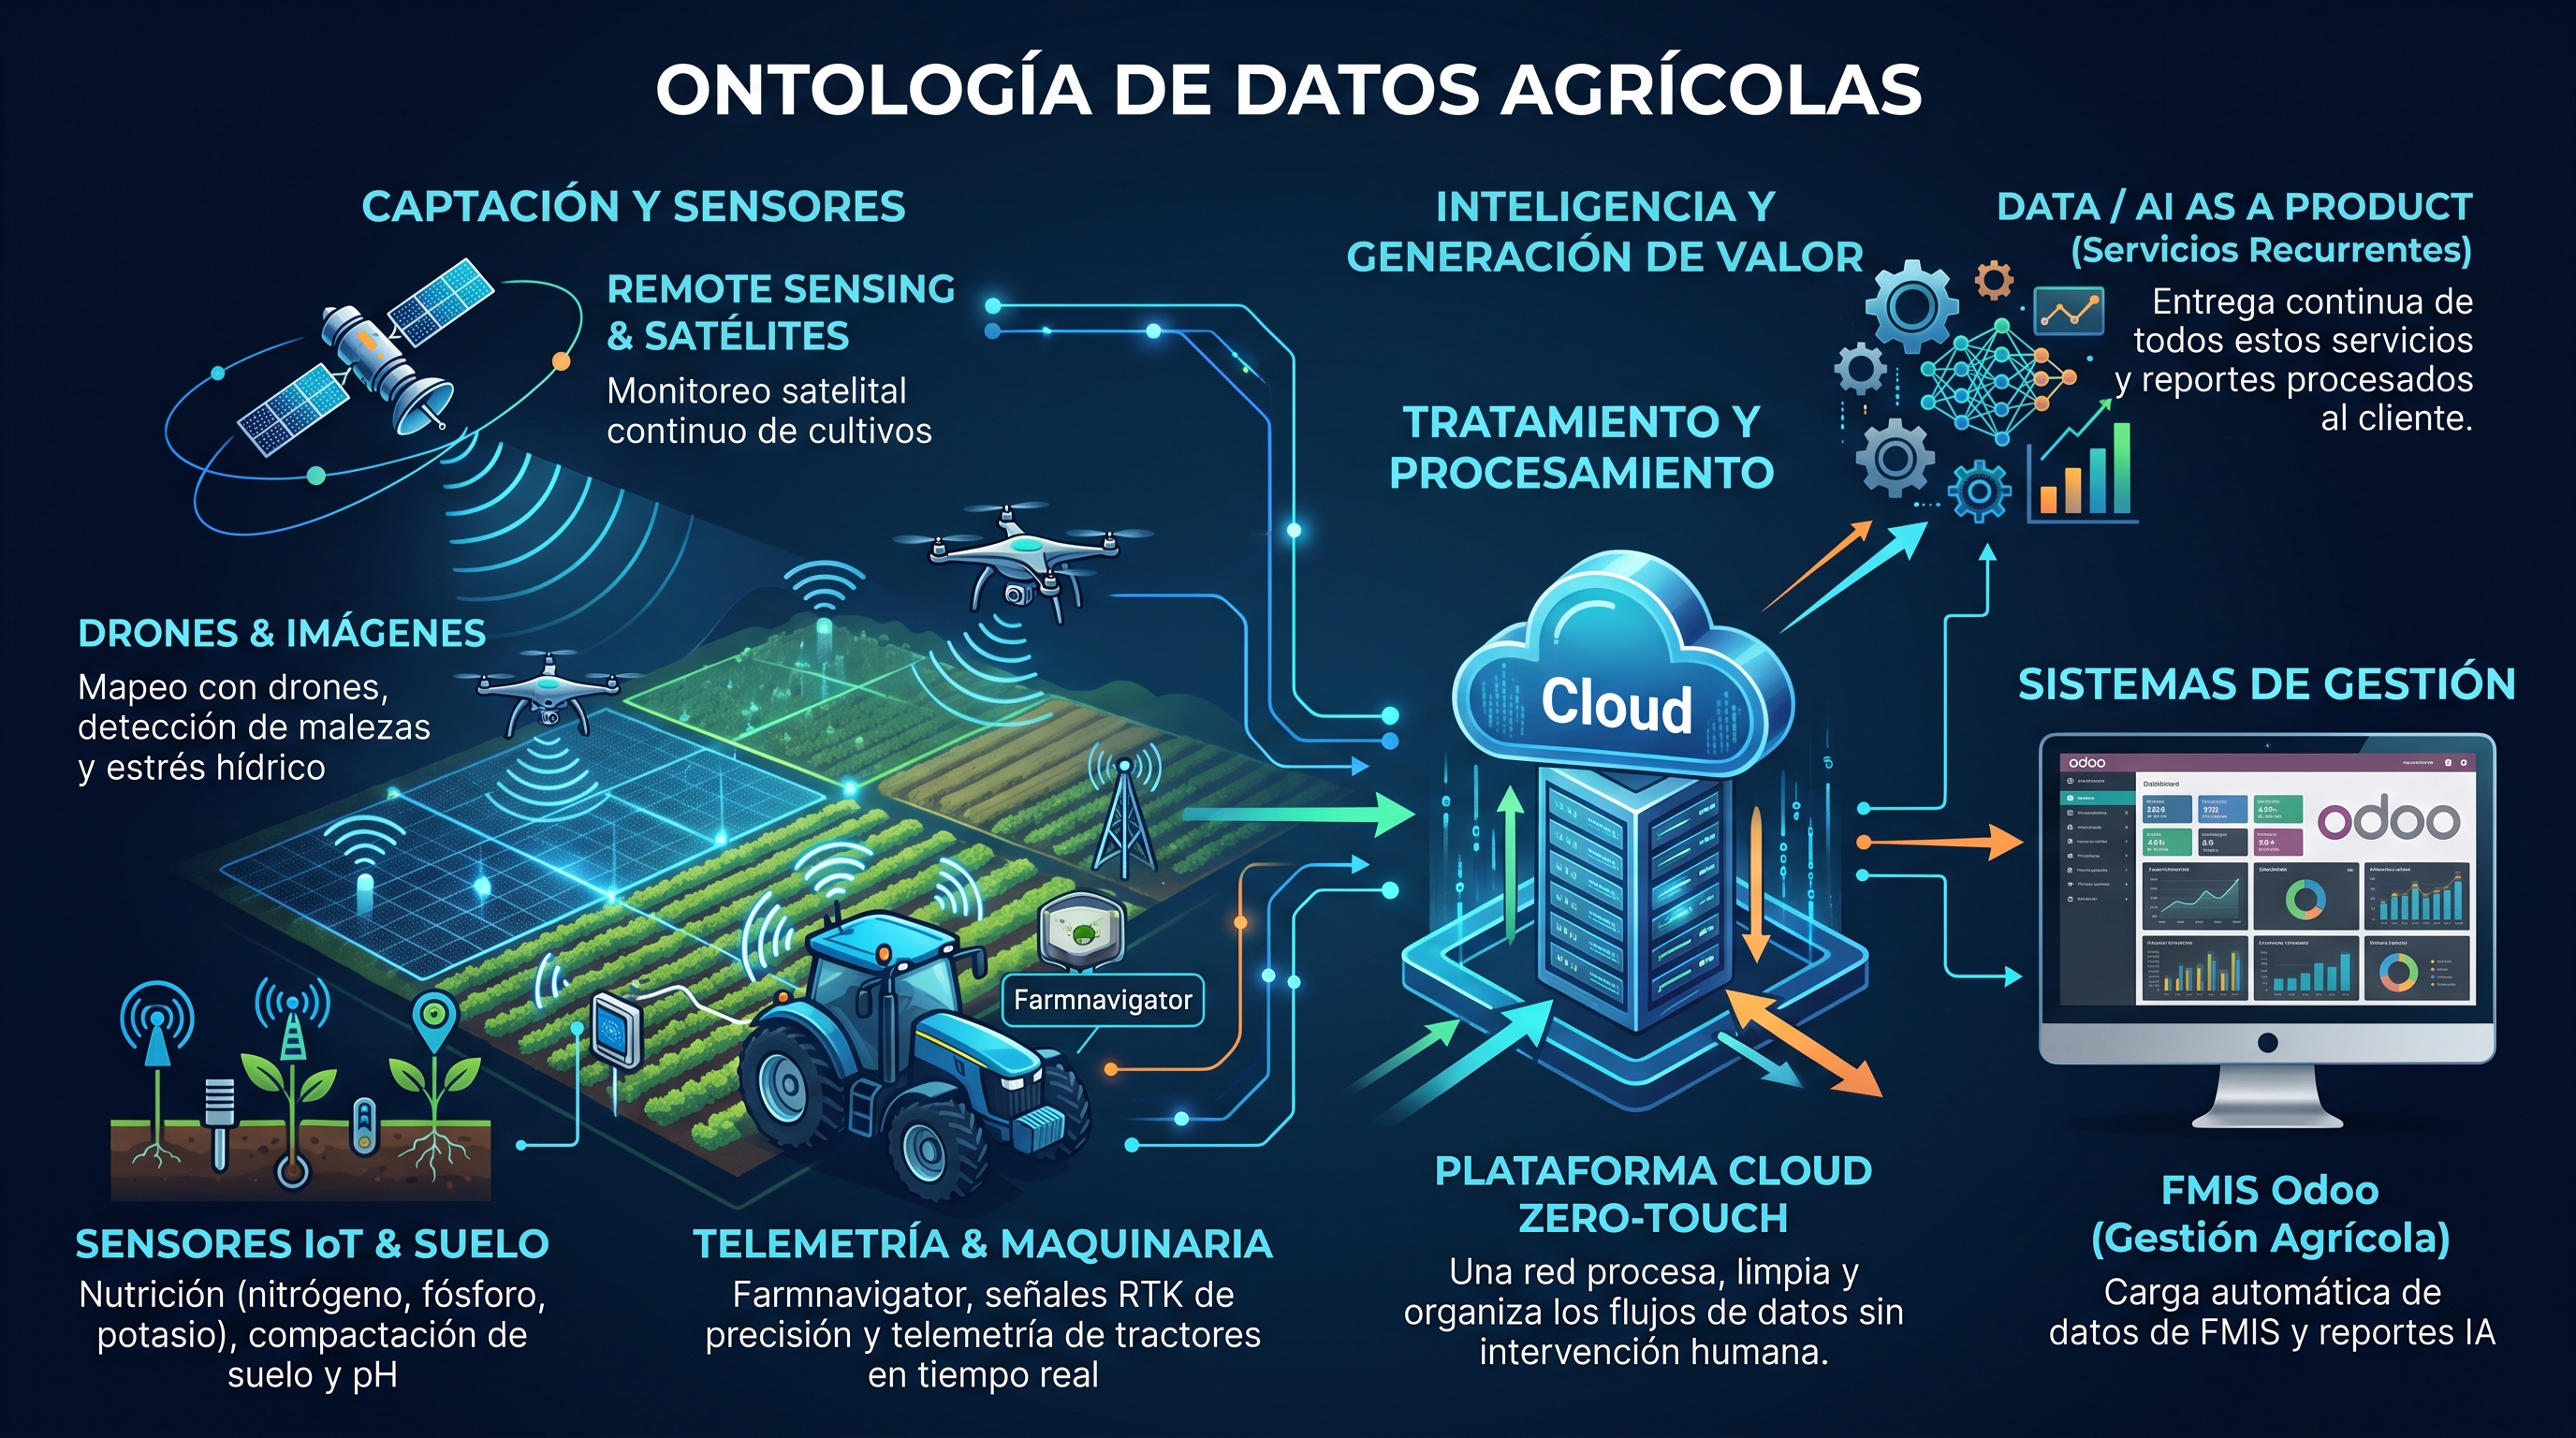 ONTOLOGÍA DE DATOS AGRÍCOLAS
CAPTACIÓN Y SENSORES
REMOTE SENSING
& SATÉLITES
Monitoreo satelital
continuo de cultivos
DRONES & IMÁGENES
Mapeo con drones,
detección de malezas
y estrés hídrico
SENSORES IoT & SUELO
Nutrición (nitrógeno, fósforo,
potasio), compactación de
suelo y pH
Farmnavigator
TELEMETRÍA & MAQUINARIA
Farmnavigator, señales RTK de
precisión y telemetría de tractores
en tiempo real
INTELIGENCIA Y
GENERACIÓN DE VALOR
TRATAMIENTO Y
PROCESAMIENTO
Cloud
PLATAFORMA CLOUD
ZERO-TOUCH
Una red procesa, limpia y
organiza los flujos de datos sin
intervención humana.
DATA / AI AS A PRODUCT
(Servicios Recurrentes)
Entrega continua de
todos estos servicios
y reportes procesados
al cliente.
SISTEMAS DE GESTIÓN
odoo
odoo
FMIS Odoo
(Gestión Agrícola)
Carga automática de
datos de FMIS y reportes IA